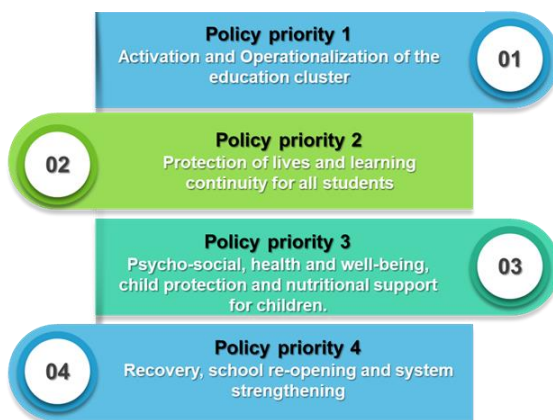 Policy priority 1
Activation and Operationalization of the
education cluster
01
Policy priority 2
Protection of lives and learning
continuity for all students
02
Policy priority 3
Psycho-social, health and well-being,
child protection and nutritional support
for children.
03
Policy priority 4
Recovery, school re-opening and system
strengthening
04